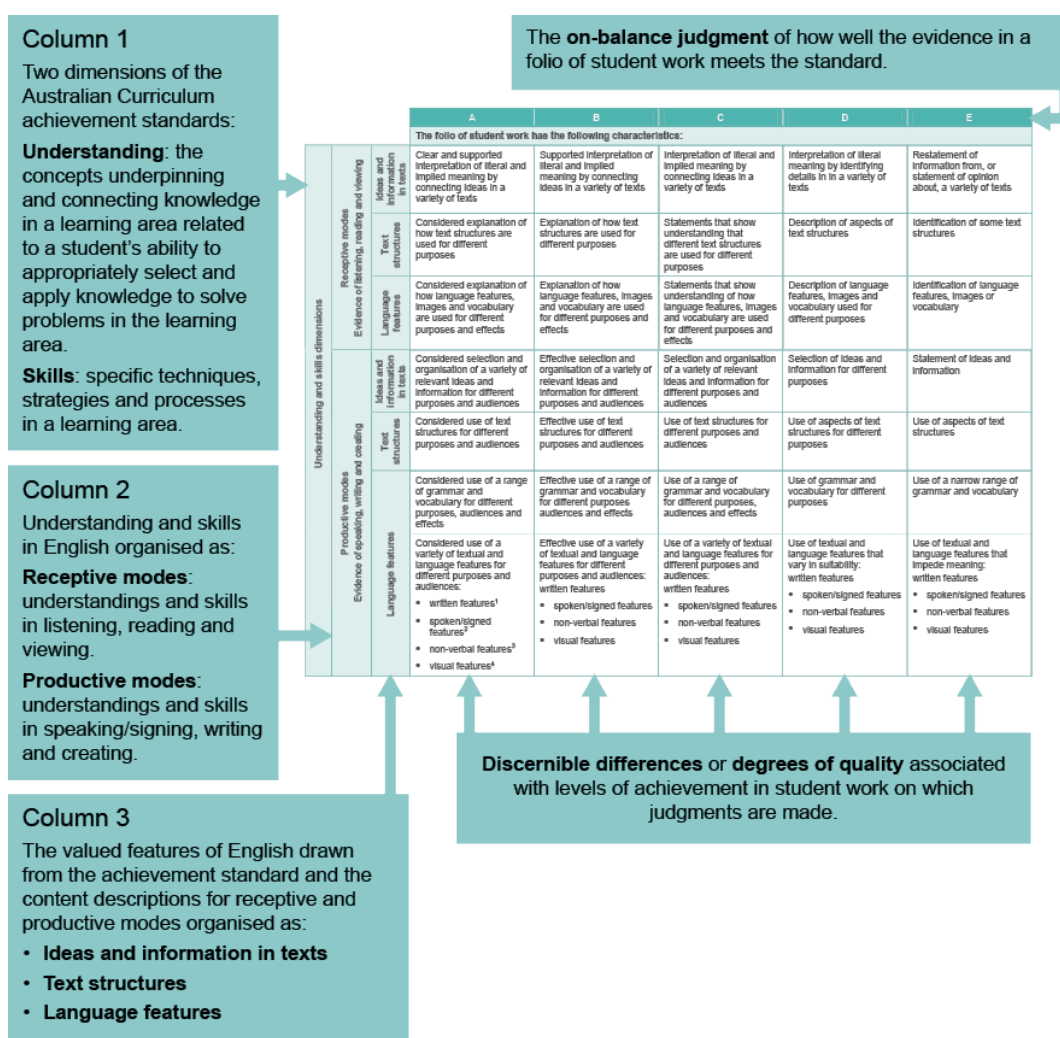 Column 1
Two dimensions of the
Australian Curriculum
achievement standards:
Understanding: the
concepts underpinning
and connecting knowledge
in a learning area related
to a student's ability to
appropriately select and
apply knowledge to solve
problems in the learning
area.
Skills: specific techniques,
strategies and processes
in a learning area.
Column 2
Understanding and skills
in English organised as:
Receptive modes:
understandings and skills
in listening, reading and
viewing.
Productive modes:
understandings and skills
in speaking/signing, writing
and creating.
Column 3
The valued features of English drawn
from the achievement standard and the
content descriptions for receptive and
productive modes organised as:
• Ideas and information in texts
• Text structures
• Language features
The on-balance judgment of how well the evidence in a
folio of student work meets the standard.
A B C D E
The folio of student work has the following characteristics:
Understanding and skills dimensions
Receptive modes
Evidence of listening, reading and viewing
Ideas and
information
in texts
Clear and supported
interpretation of literal and
implied meaning by
connecting ideas in a
variety of texts
Supported interpretation of
literal and implied
meaning by connecting
ideas in a variety of texts
Interpretation of literal and
implied meaning by
connecting ideas in a
variety of texts
Interpretation of literal
meaning by identifying
details in in a variety of
texts
Restatement of
information from, or
statement of opinion
about, a variety of texts
Text
structures
Considered explanation of
how text structures are
used for different
purposes
Explanation of how text
structures are used for
different purposes
Statements that show
understanding that
different text structures
are used for different
purposes
Description of aspects of
text structures
Identification of some text
structures
Language
features
Considered explanation of
how language features,
images and vocabulary
are used for different
purposes and effects
Explanation of how
language features, images
and vocabulary are used
for different purposes and
effects
Statements that show
understanding of how
language features, images
and vocabulary are used
for different purposes and
effects
Description of language
features, images and
vocabulary used for
different purposes
Identification of language
features, images or
vocabulary
Productive modes
Evidence of speaking, writing and creating
Ideas and
information
in texts
Considered selection and
organisation of a variety of
relevant ideas and
information for different
purposes and audiences
Effective selection and
organisation of a variety of
relevant ideas and
information for different
purposes and audiences
Selection and organisation
of a variety of relevant
ideas and information for
different purposes and
audiences
Selection of ideas and
information for different
purposes
Statement of ideas and
information
Text
structures
Considered use of text
structures for different
purposes and audiences
Effective use of text
structures for different
purposes and audiences
Use of text structures for
different purposes and
audiences
Use of aspects of text
structures for different
purposes
Use of aspects of text
structures
Language features
Considered use of a range
of grammar and
vocabulary for different
purposes, audiences and
effects
Effective use of a range of
grammar and vocabulary
for different purposes
audiences and effects
Use of a range of
grammar and vocabulary
for different purposes,
audiences and effects
Use of grammar and
vocabulary for different
purposes
Use of a narrow range of
grammar and vocabulary
Considered use of a
variety of textual and
language features for
different purposes and
audiences:
▪ written features¹
▪ spoken/signed
features²
▪ non-verbal features³
▪ visual features⁴
Effective use of a variety
of textual and language
features for different
purposes and audiences:
written features
▪ spoken/signed features
▪ non-verbal features
▪ visual features
Use of a variety of textual
and language features for
different purposes and
audiences:
written features
▪ spoken/signed features
▪ non-verbal features
▪ visual features
Use of textual and
language features that
vary in suitability:
written features
▪ spoken/signed features
▪ non-verbal features
▪ visual features
Use of textual and
language features that
impede meaning:
written features
▪ spoken/signed features
▪ non-verbal features
▪ visual features
Discernible differences or degrees of quality associated
with levels of achievement in student work on which
judgments are made.